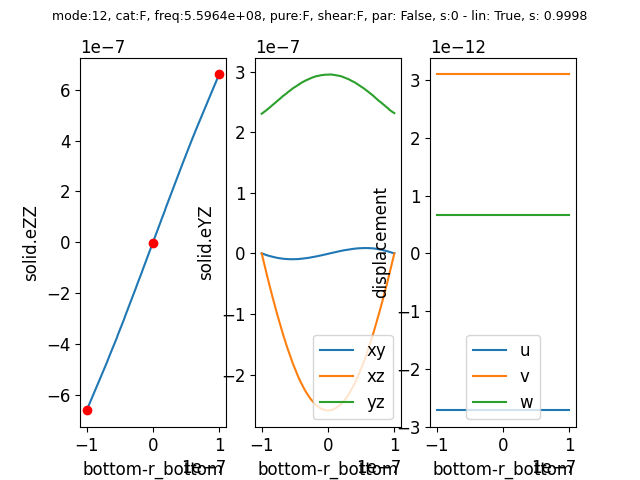 mode:12, cat:F, freq:5.5964e+08, pure:F, shear:F, par: False, s:0 - lin: True, s: 0.9998
1e−7
1e−7
1e−12
6
4
2
0
−2
−4
−6
solid.eZZ
−1
0
1
bottom-r_bottom
1e−7
3
2
1
0
−1
−2
solid.eYZ
xy
xz
yz
−1
0
1
bottom-r_bottom
1e−7
3
2
1
0
−1
−2
−3
displacement
u
v
w
−1
0
1
bottom-r_bottom
1e−7